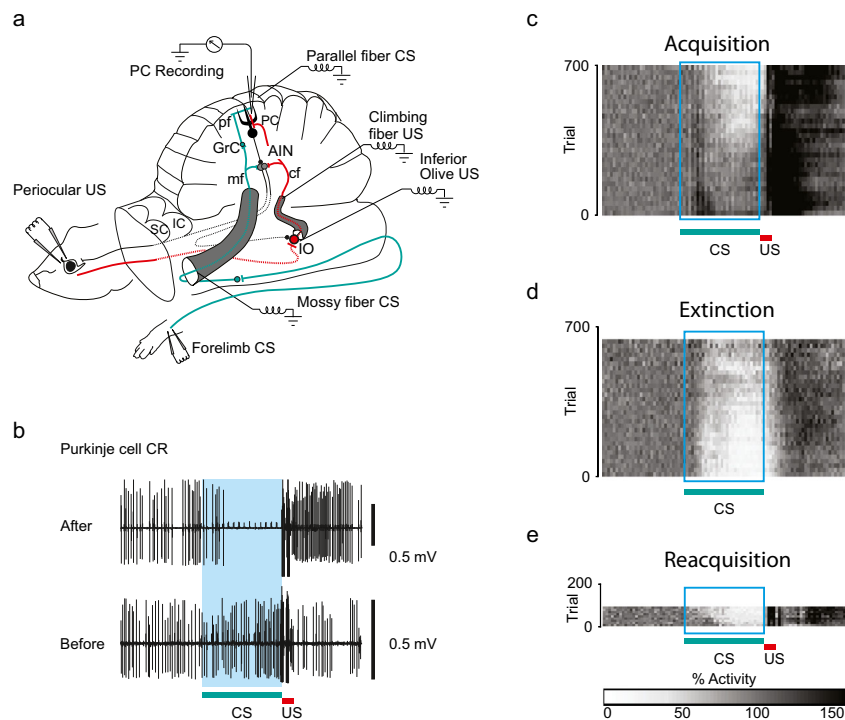 a
PC Recording
Parallel fiber CS
pf
PC
Climbing
fiber US
GrC
AIN
Inferior
Olive US
mf
cf
Periocular US
SC
IC
IO
Mossy fiber CS
Forelimb CS
b
Purkinje cell CR
After
0.5 mV
Before
0.5 mV
CS
US
c
Acquisition
700
Trial
0
CS
US
d
Extinction
700
Trial
0
CS
e
Reacquisition
200
Trial
0
CS
US
% Activity
0
50
100
150